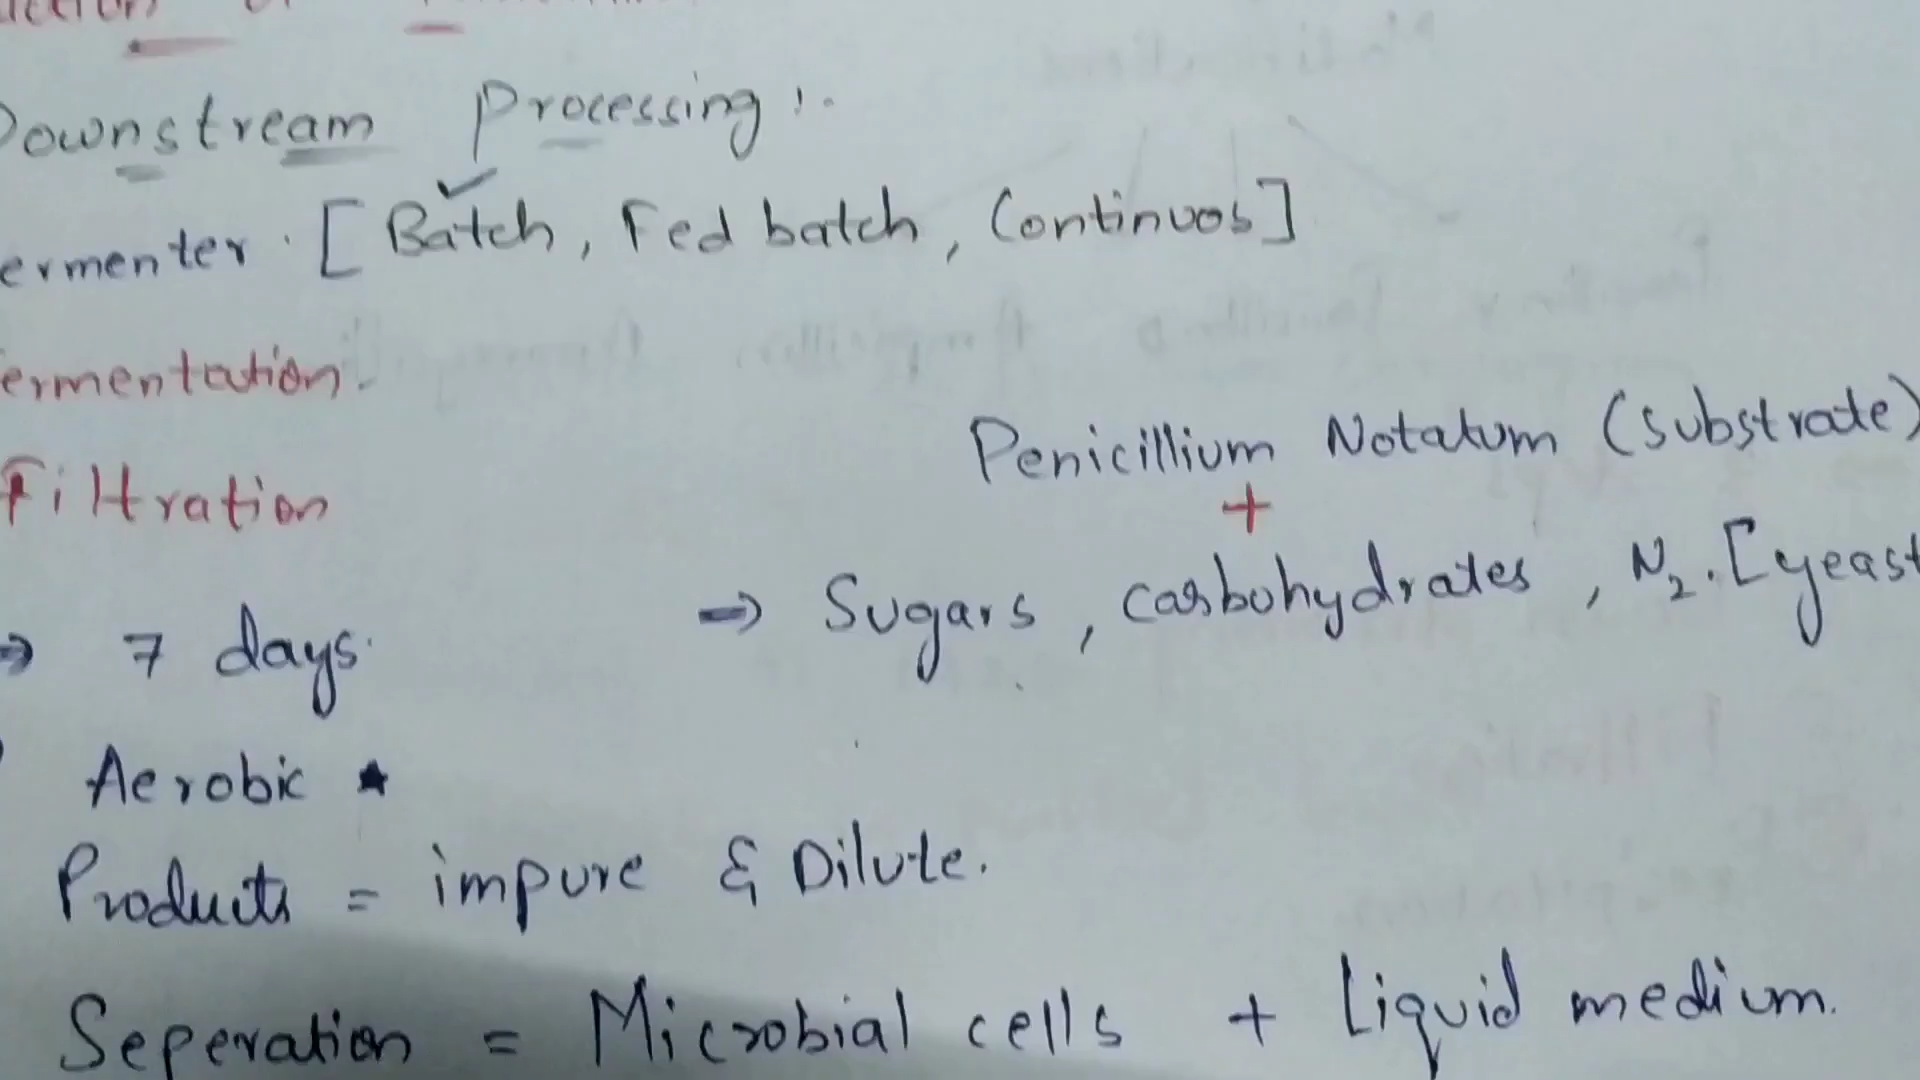 Downstream Processing :-
ermenter . [ Batch, Fed batch, Continuos ]
ermentation.
Penicillium Notatum (substrate)
Filtration
+
⇒ Sugars, carbohydrates, N₂. [yeast
⇒ 7 days.
Aerobic ★
Products = impure & Dilute.
Seperation = Microbial cells + Liquid medium.